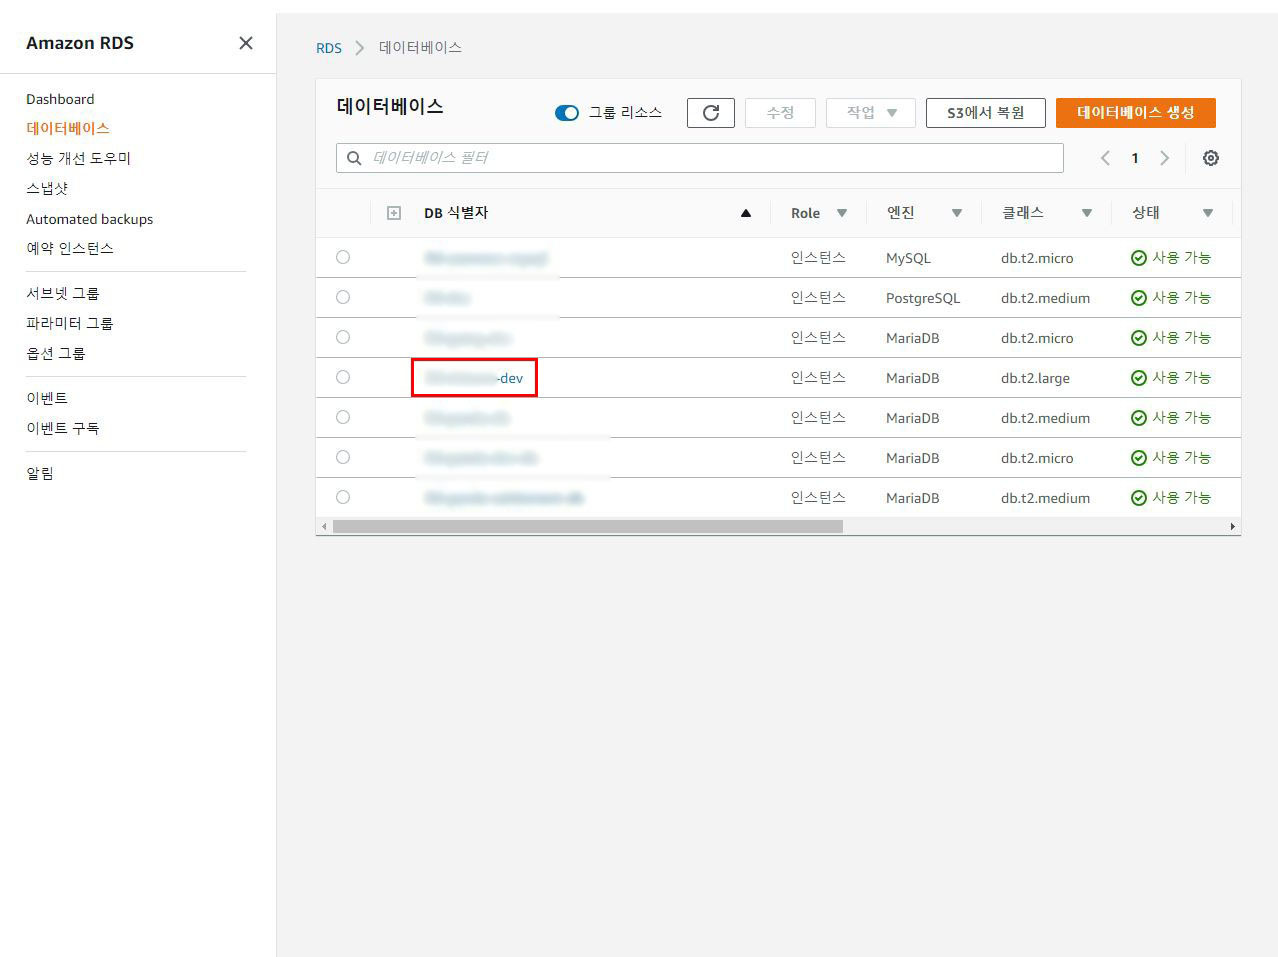 Amazon RDS
Dashboard
데이터베이스
성능 개선 도우미
스냅샷
Automated backups
예약 인스턴스
서브넷 그룹
파라미터 그룹
옵션 그룹
이벤트
이벤트 구독
알림
RDS 데이터베이스
데이터베이스 그룹 리소스 수정 작업 S3에서 복원 데이터베이스 생성
데이터베이스 필터 1
DB 식별자 Role 엔진 클래스 상태
인스턴스 MySQL db.t2.micro 사용 가능
인스턴스 PostgreSQL db.t2.medium 사용 가능
인스턴스 MariaDB db.t2.micro 사용 가능
-dev 인스턴스 MariaDB db.t2.large 사용 가능
인스턴스 MariaDB db.t2.medium 사용 가능
인스턴스 MariaDB db.t2.micro 사용 가능
인스턴스 MariaDB db.t2.medium 사용 가능